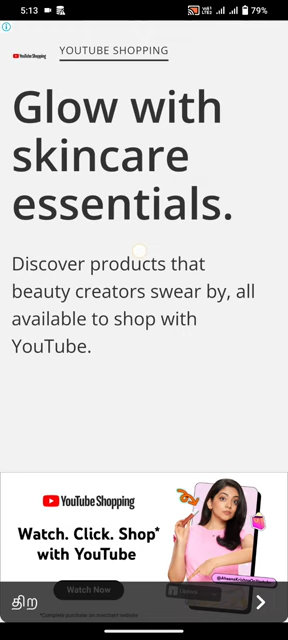 5:13
79%
YouTube Shopping
YOUTUBE SHOPPING
Glow with
skincare
essentials.
Discover products that
beauty creators swear by, all
available to shop with
YouTube.
YouTube Shopping
Watch. Click. Shop*
with YouTube
Watch Now
திற